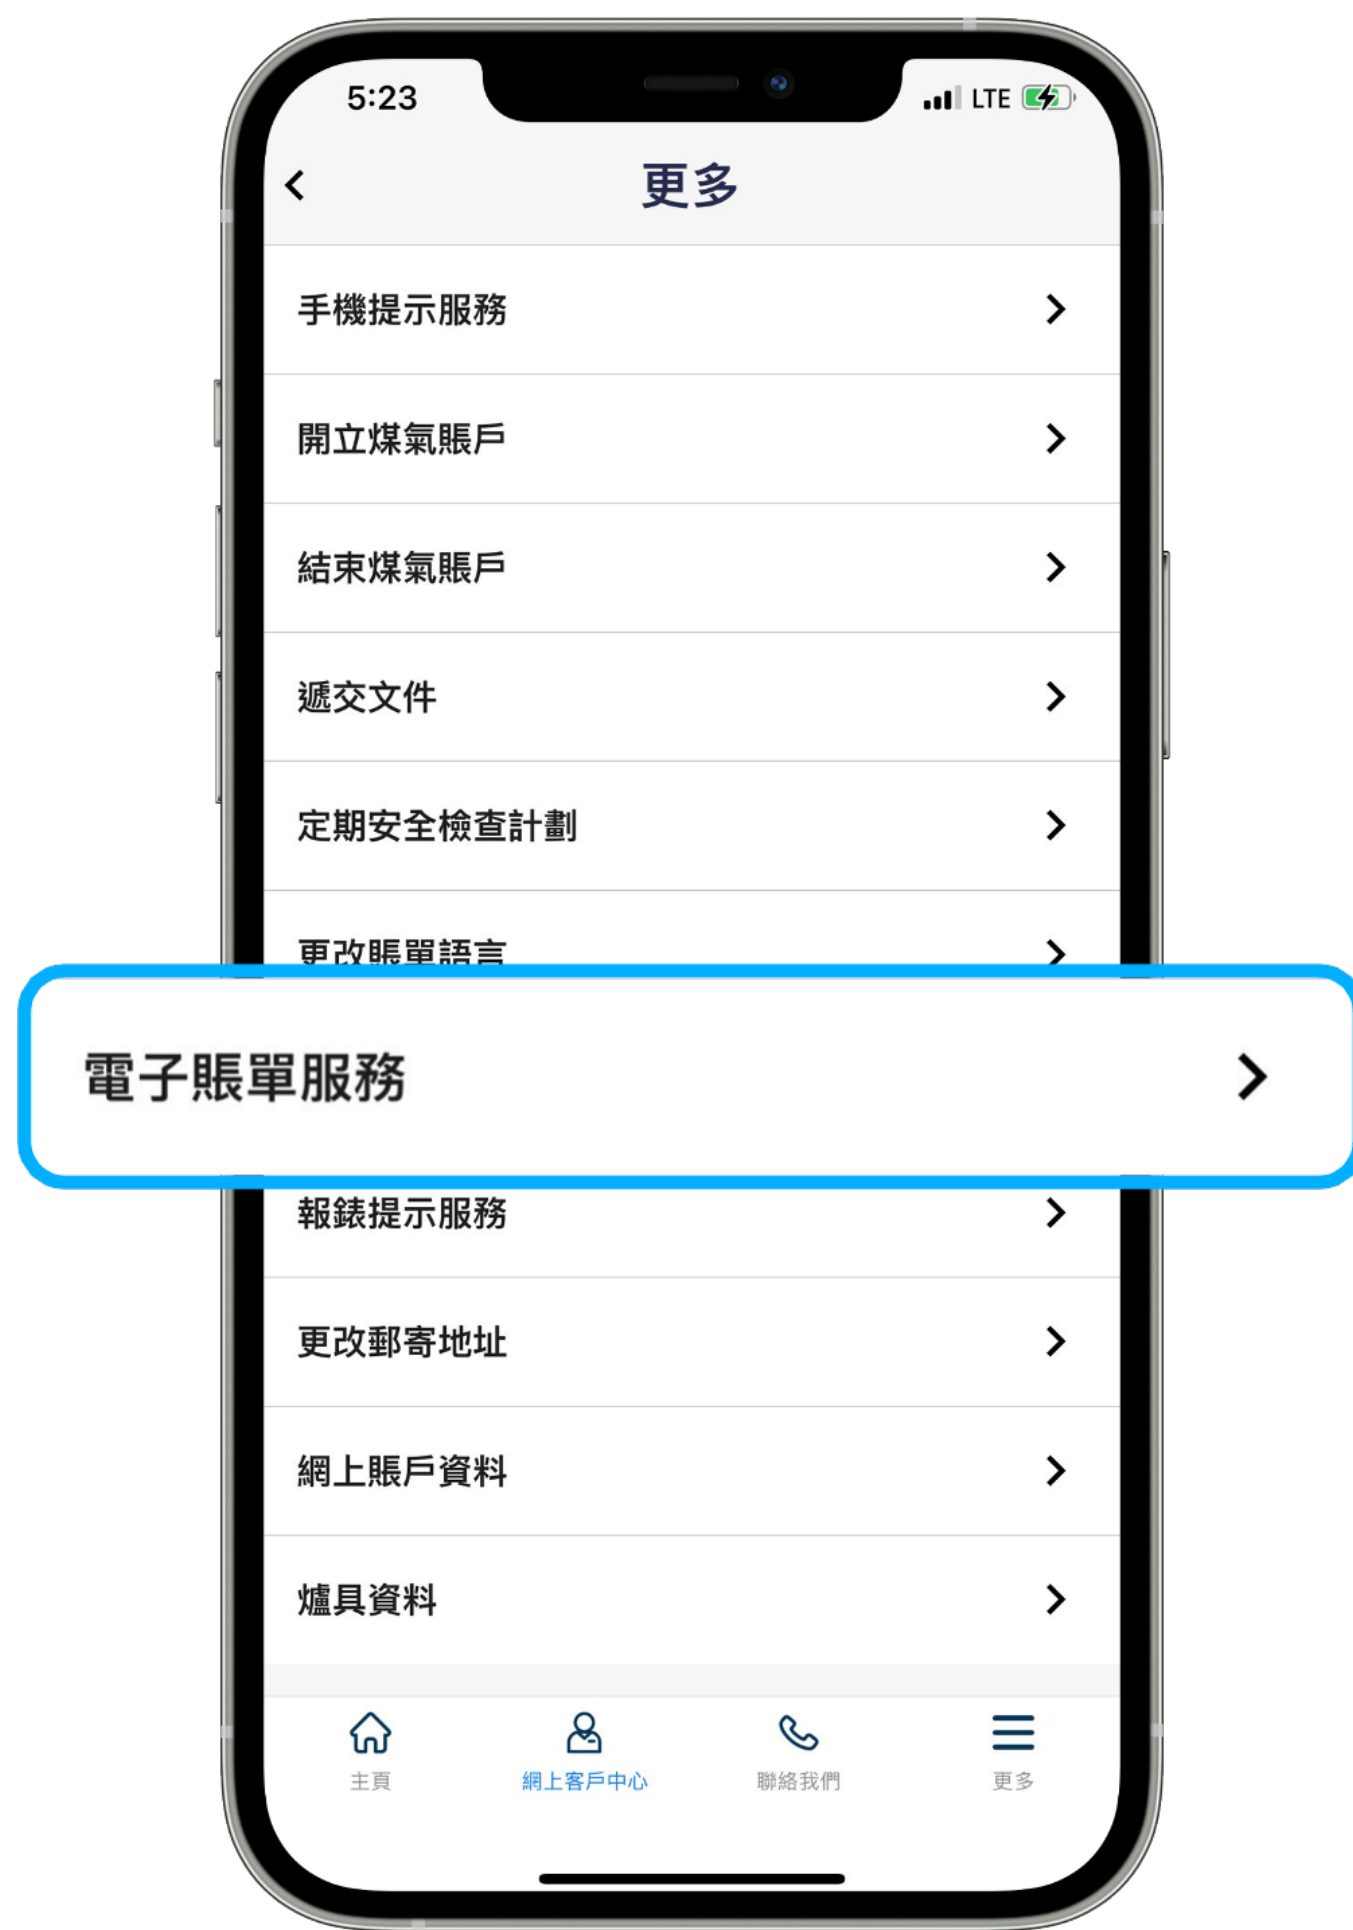 5:23
LTE
更多
手機提示服務
開立煤氣賬戶
結束煤氣賬戶
遞交文件
定期安全檢查計劃
更改賬單語言
電子賬單服務
報錶提示服務
更改郵寄地址
網上賬戶資料
爐具資料
主頁
網上客戶中心
聯絡我們
更多